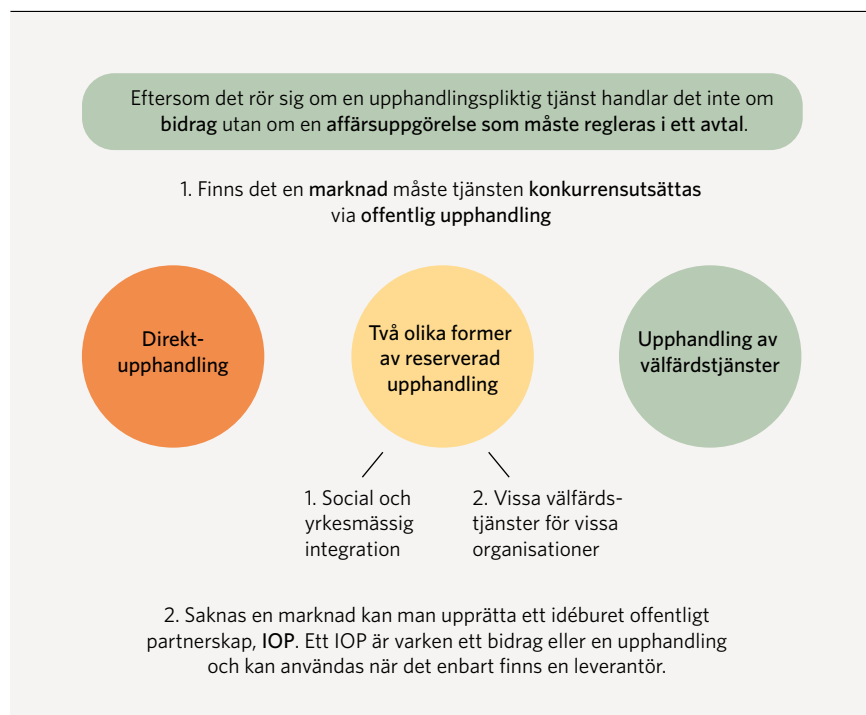 Eftersom det rör sig om en upphandlingspliktig tjänst handlar det inte om
bidrag utan om en affärsuppgörelse som måste regleras i ett avtal.
1. Finns det en marknad måste tjänsten konkurrensutsättas
via offentlig upphandling
Direkt-
upphandling
Två olika former
av reserverad
upphandling
Upphandling av
välfärdstjänster
1. Social och
yrkesmässig
integration
2. Vissa välfärds-
tjänster för vissa
organisationer
2. Saknas en marknad kan man upprätta ett idéburet offentligt
partnerskap, IOP. Ett IOP är varken ett bidrag eller en upphandling
och kan användas när det enbart finns en leverantör.